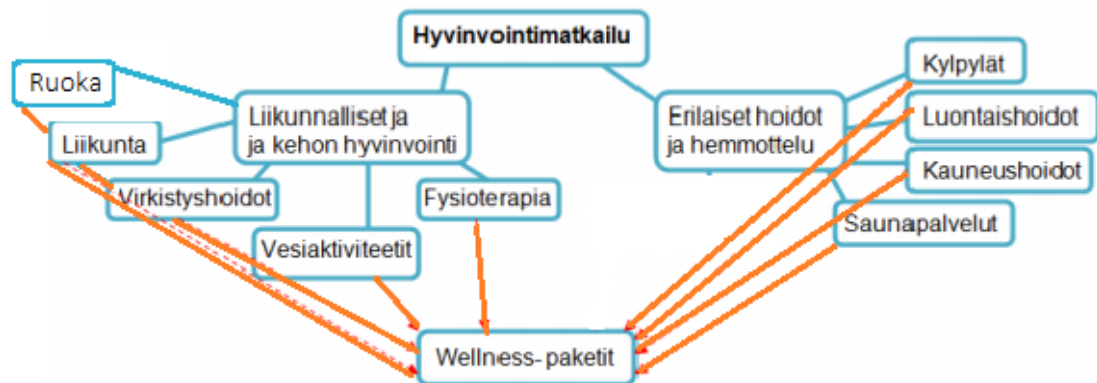 Hyvinvointimatkailu
Ruoka
Liikunnalliset ja
ja kehon hyvinvointi
Liikunta
Virkistyshoidot
Vesiaktiviteetit
Fysioterapia
Erilaiset hoidot
ja hemmottelu
Kylpylät
Luontaishoidot
Kauneushoidot
Saunapalvelut
Wellness-paketit